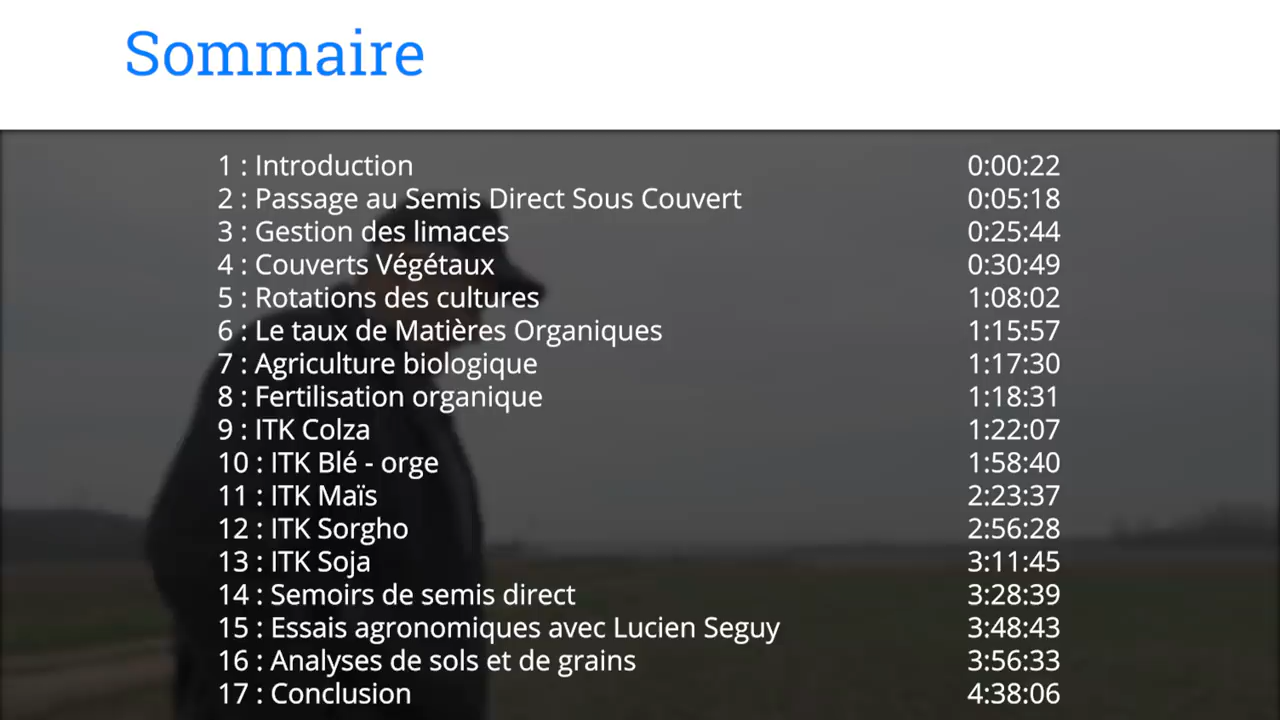 Sommaire
1 : Introduction 0:00:22
2 : Passage au Semis Direct Sous Couvert 0:05:18
3 : Gestion des limaces 0:25:44
4 : Couverts Végétaux 0:30:49
5 : Rotations des cultures 1:08:02
6 : Le taux de Matières Organiques 1:15:57
7 : Agriculture biologique 1:17:30
8 : Fertilisation organique 1:18:31
9 : ITK Colza 1:22:07
10 : ITK Blé - orge 1:58:40
11 : ITK Maïs 2:23:37
12 : ITK Sorgho 2:56:28
13 : ITK Soja 3:11:45
14 : Semoirs de semis direct 3:28:39
15 : Essais agronomiques avec Lucien Seguy 3:48:43
16 : Analyses de sols et de grains 3:56:33
17 : Conclusion 4:38:06